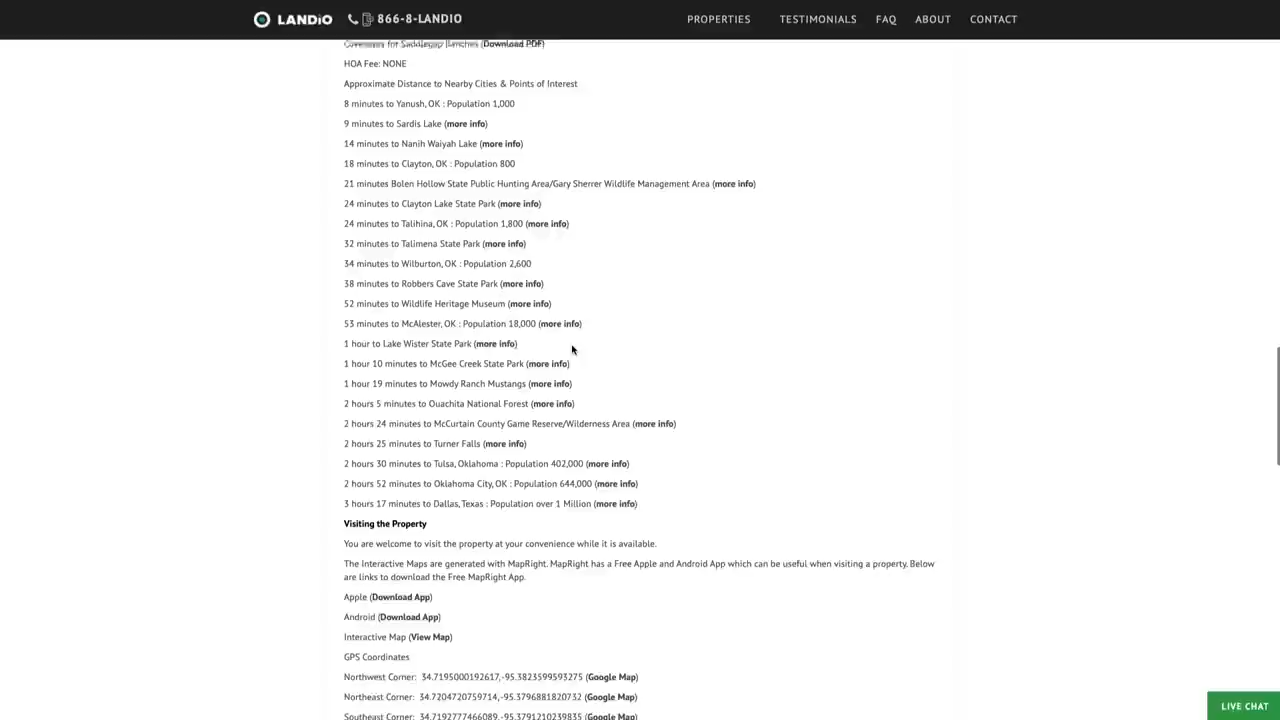 LANDiO 866-8-LANDIO PROPERTIES TESTIMONIALS FAQ ABOUT CONTACT
(Download PDF)
HOA Fee: NONE
Approximate Distance to Nearby Cities & Points of Interest
8 minutes to Yanush, OK : Population 1,000
9 minutes to Sardis Lake (more info)
14 minutes to Nanih Waiyah Lake (more info)
18 minutes to Clayton, OK : Population 800
21 minutes Bolen Hollow State Public Hunting Area/Gary Sherrer Wildlife Management Area (more info)
24 minutes to Clayton Lake State Park (more info)
24 minutes to Talihina, OK : Population 1,800 (more info)
32 minutes to Talimena State Park (more info)
34 minutes to Wilburton, OK : Population 2,600
38 minutes to Robbers Cave State Park (more info)
52 minutes to Wildlife Heritage Museum (more info)
53 minutes to McAlester, OK : Population 18,000 (more info)
1 hour to Lake Wister State Park (more info)
1 hour 10 minutes to McGee Creek State Park (more info)
1 hour 19 minutes to Mowdy Ranch Mustangs (more info)
2 hours 5 minutes to Ouachita National Forest (more info)
2 hours 24 minutes to McCurtain County Game Reserve/Wilderness Area (more info)
2 hours 25 minutes to Turner Falls (more info)
2 hours 30 minutes to Tulsa, Oklahoma : Population 402,000 (more info)
2 hours 52 minutes to Oklahoma City, OK : Population 644,000 (more info)
3 hours 17 minutes to Dallas, Texas : Population over 1 Million (more info)
Visiting the Property
You are welcome to visit the property at your convenience while it is available.
The Interactive Maps are generated with MapRight. MapRight has a Free Apple and Android App which can be useful when visiting a property. Below
are links to download the Free MapRight App.
Apple (Download App)
Android (Download App)
Interactive Map (View Map)
GPS Coordinates
Northwest Corner: 34.7195000192617,-95.3823599593275 (Google Map)
Northeast Corner: 34.7204720759714,-95.3796881820732 (Google Map)
Southeast Corner: 34.7192777466089,-95.3791210239835 (Google Map)
LIVE CHAT